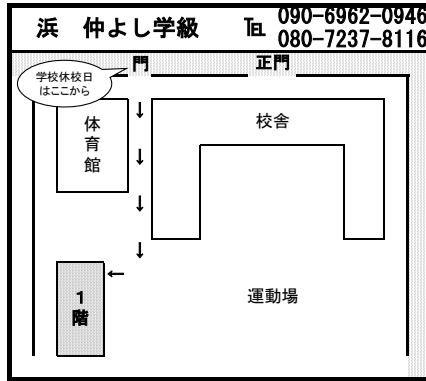 浜 仲よし学級 ℡ 090-6962-0946
080-7237-8116
門 正門
学校休校日
はここから
↓
体育館
校舎
↓
↓
↓
←
1階
運動場